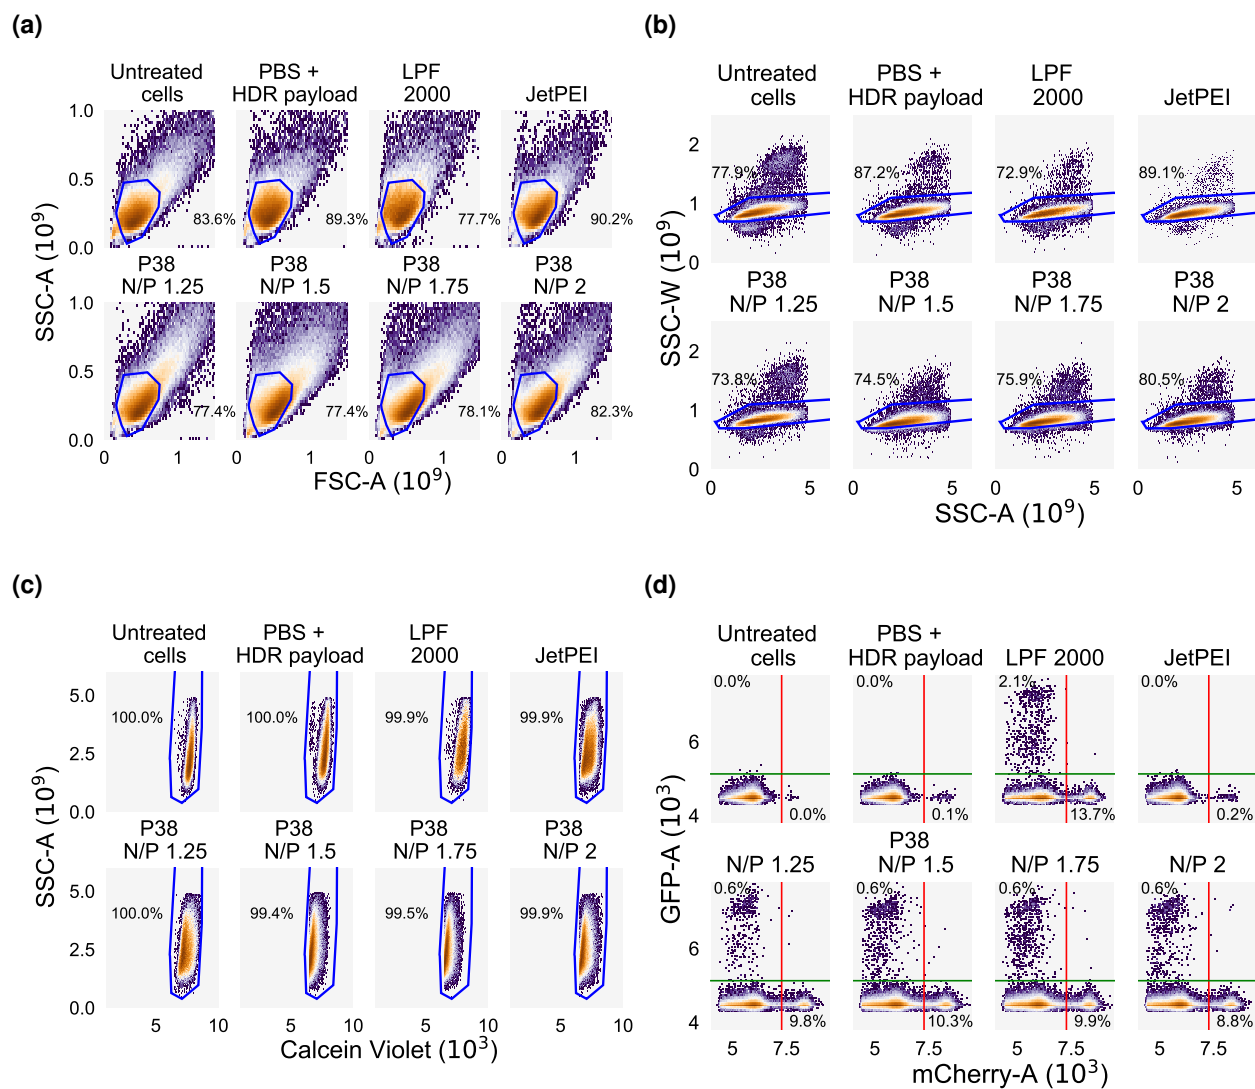 (a)
Untreated
cells
PBS +
HDR payload
LPF
2000
JetPEI
1.0
0.5
0.0
83.6%
89.3%
77.7%
90.2%
P38
N/P 1.25
P38
N/P 1.5
P38
N/P 1.75
P38
N/P 2
1.0
0.5
0.0
77.4%
77.4%
78.1%
82.3%
0
1
0
1
0
1
0
1
SSC-A (10⁹)
FSC-A (10⁹)
(b)
Untreated
cells
PBS +
HDR payload
LPF
2000
JetPEI
2
1
0
77.9%
87.2%
72.9%
89.1%
P38
N/P 1.25
P38
N/P 1.5
P38
N/P 1.75
P38
N/P 2
2
1
0
73.8%
74.5%
75.9%
80.5%
0
5
0
5
0
5
0
5
SSC-W (10⁹)
SSC-A (10⁹)
(c)
Untreated
cells
PBS +
HDR payload
LPF
2000
JetPEI
5.0
2.5
0.0
100.0%
100.0%
99.9%
99.9%
P38
N/P 1.25
P38
N/P 1.5
P38
N/P 1.75
P38
N/P 2
5.0
2.5
0.0
100.0%
99.4%
99.5%
99.9%
5
10
5
10
5
10
5
10
SSC-A (10⁹)
Calcein Violet (10³)
(d)
Untreated
cells
PBS +
HDR payload
LPF 2000
JetPEI
6
4
0.0%
0.0%
2.1%
0.0%
0.0%
0.1%
13.7%
0.2%
P38
N/P 1.25
N/P 1.5
N/P 1.75
N/P 2
6
4
0.6%
0.6%
0.6%
0.6%
9.8%
10.3%
9.9%
8.8%
5
7.5
5
7.5
5
7.5
5
7.5
GFP-A (10³)
mCherry-A (10³)